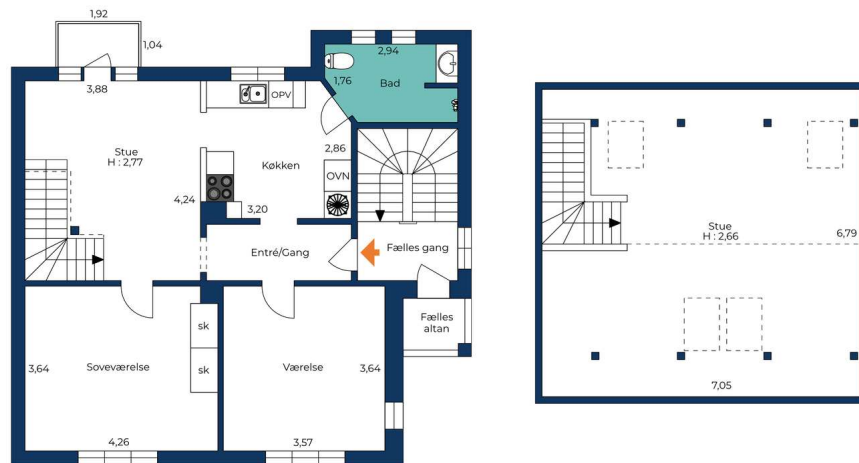 1,92
1,04
3,88
2,94
1,76
Bad
OPV
Stue
H : 2,77
Køkken
2,86
OVN
4,24
3,20
Entré/Gang
Fælles gang
Fælles
altan
sk
sk
3,64
Soveværelse
Værelse
3,64
4,26
3,57
Stue
H : 2,66
6,79
7,05